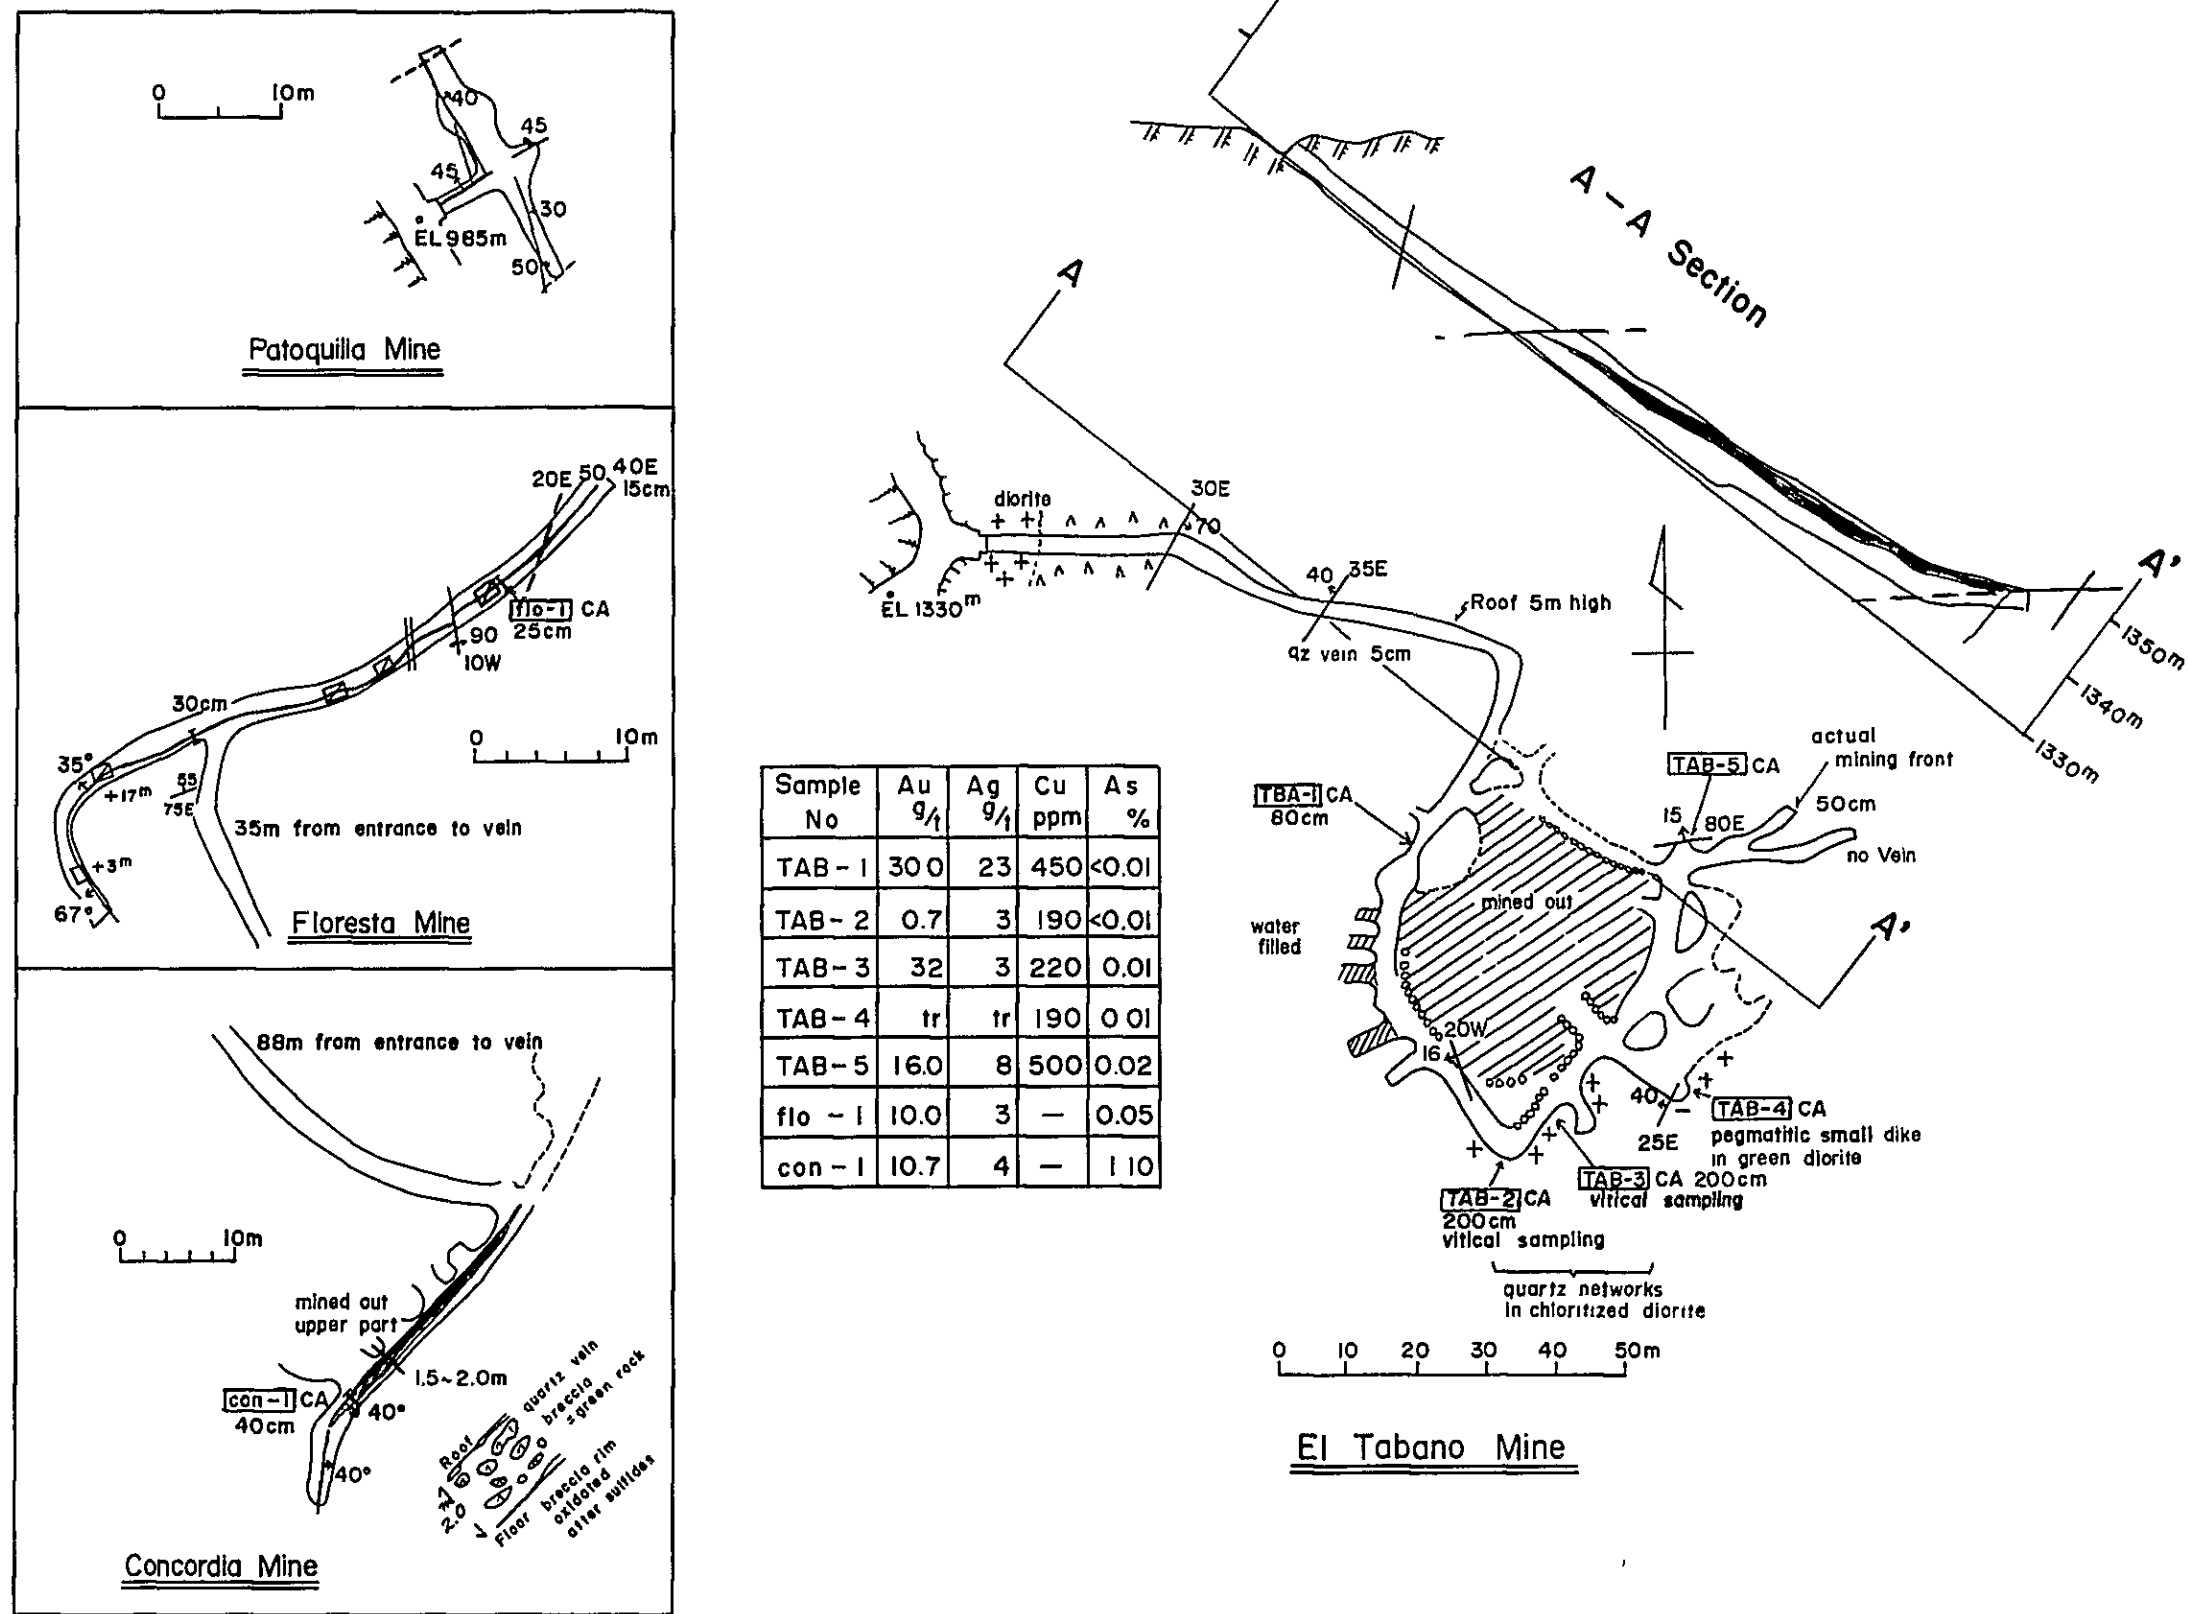 0 10m
40
45
45
30
EL 985m
50
Patoquilla Mine
20E 50 40E
15cm
flo-1 CA
25cm
90
10W
30cm
0 10m
35°
+17m
55
75E
35m from entrance to vein
+3m
67°
Floresta Mine
88m from entrance to vein
0 10m
mined out
upper part
1.5~2.0m
con-1 CA
40cm
40°
40°
Roof
quartz vein
breccia
=green rock
2.0
Floor
breccia rim
oxidated
after sulfides
Concordia Mine
A - A Section
A
diorite
30E
70
EL 1330m
40 35E
Roof 5m high
qz vein 5cm
A'
1350m
1340m
1330m
Sample No Au g/t Ag g/t Cu ppm As %
TAB-1 30 0 23 450 <0.01
TAB-2 0.7 3 190 <0.01
TAB-3 32 3 220 0.01
TAB-4 tr tr 190 0 01
TAB-5 16.0 8 500 0.02
flo-1 10.0 3 — 0.05
con-1 10.7 4 — 1 10
actual
mining front
TAB-5 CA
TBA-1 CA
80cm
15
80E
50cm
no Vein
mined out
water
filled
A'
20W
16
40
25E
TAB-4 CA
pegmatitic small dike
in green diorite
TAB-3 CA 200cm
vitical sampling
TAB-2 CA
200cm
vitical sampling
quartz networks
in chloritized diorite
0 10 20 30 40 50m
El Tabano Mine